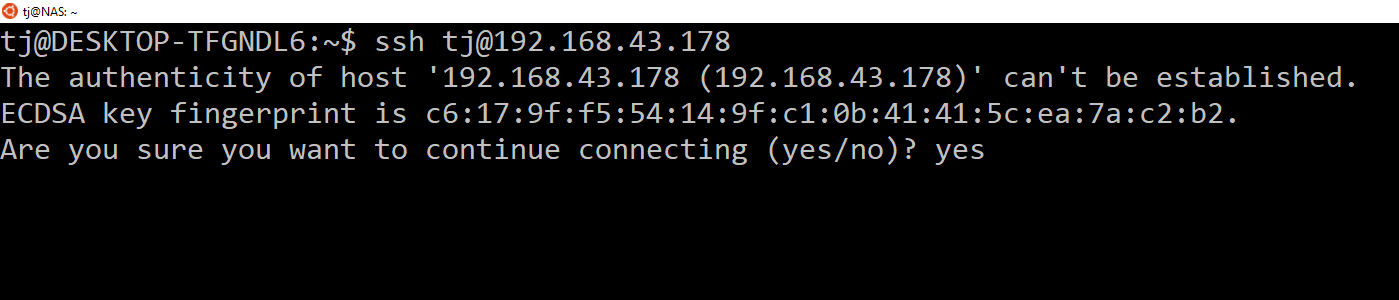 tj@NAS: ~
tj@DESKTOP-TFGNDL6:~$ ssh tj@192.168.43.178
The authenticity of host '192.168.43.178 (192.168.43.178)' can't be established.
ECDSA key fingerprint is c6:17:9f:f5:54:14:9f:c1:0b:41:41:5c:ea:7a:c2:b2.
Are you sure you want to continue connecting (yes/no)? yes